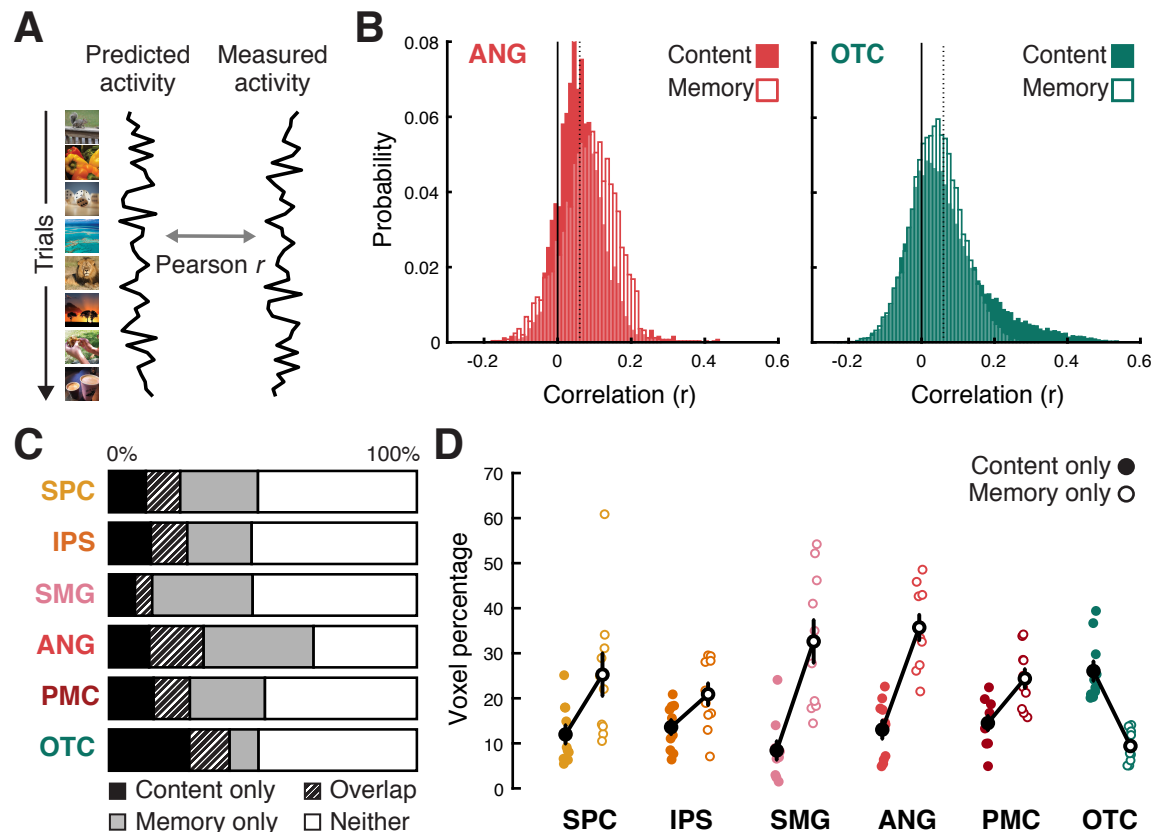 A
Predicted activity
Measured activity
Trials
Pearson r
B
ANG
Content
Memory
OTC
Content
Memory
Probability
0.08
0.06
0.04
0.02
0
-0.2
0
0.2
0.4
0.6
Correlation (r)
-0.2
0
0.2
0.4
0.6
Correlation (r)
C
0%
100%
SPC
IPS
SMG
ANG
PMC
OTC
Content only
Overlap
Memory only
Neither
D
Content only
Memory only
Voxel percentage
70
60
50
40
30
20
10
0
SPC
IPS
SMG
ANG
PMC
OTC